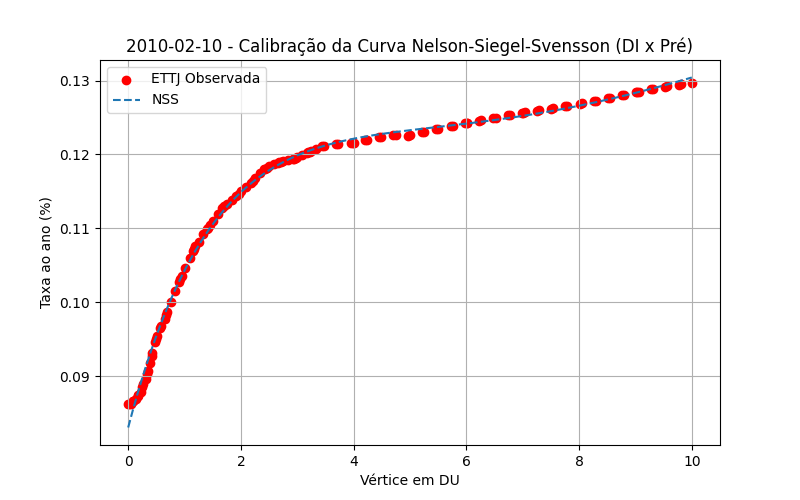 2010-02-10 - Calibração da Curva Nelson-Siegel-Svensson (DI x Pré)
ETTJ Observada
NSS
Taxa ao ano (%)
0.13
0.12
0.11
0.10
0.09
0
2
4
6
8
10
Vértice em DU